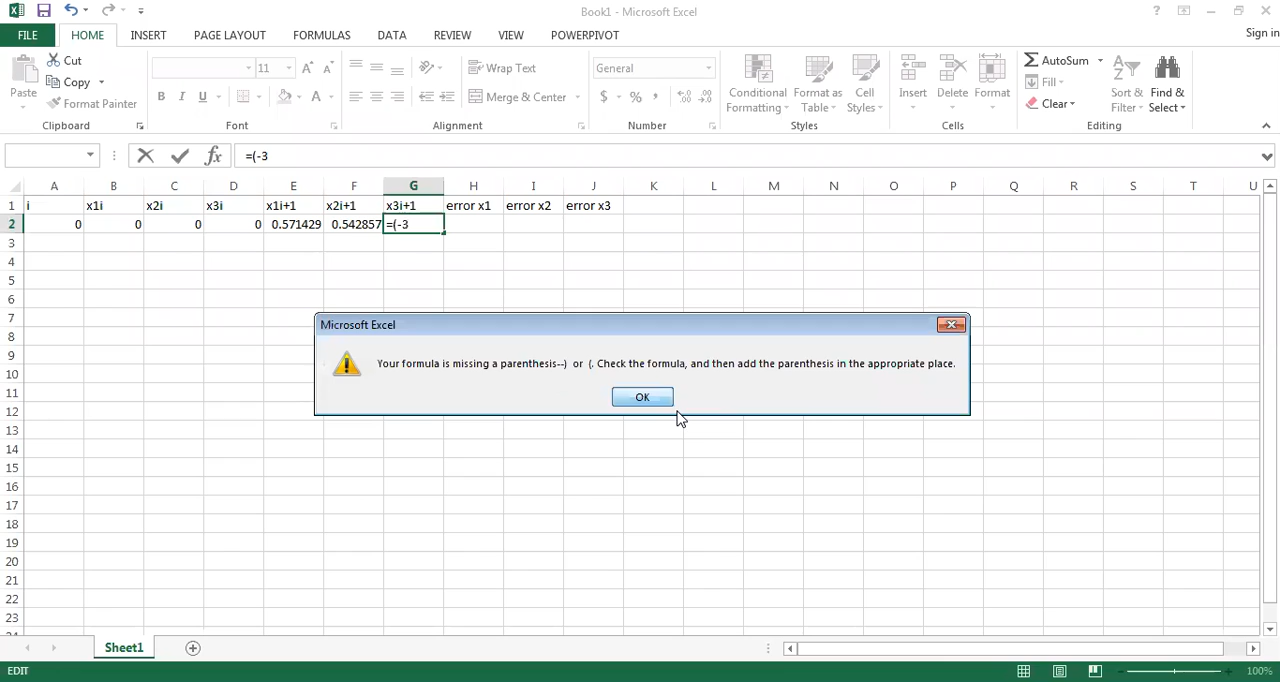 Book1 - Microsoft Excel
?
FILE HOME INSERT PAGE LAYOUT FORMULAS DATA REVIEW VIEW POWERPIVOT Sign in
Paste
Cut
Copy
Format Painter
Clipboard
11
B I U
Font
Wrap Text
Merge & Center
Alignment
General
$ % ,
Number
Conditional Formatting
Format as Table
Cell Styles
Styles
Insert
Delete
Format
Cells
AutoSum
Fill
Clear
Sort & Filter
Find & Select
Editing
fx =(-3
A B C D E F G H I J K L M N O P Q R S T U
1 i x1i x2i x3i x1i+1 x2i+1 x3i+1 error x1 error x2 error x3
2 0 0 0 0 0.571429 0.542857 =(-3
3
4
5
6
7
Microsoft Excel
8
9
Your formula is missing a parenthesis--) or (. Check the formula, and then add the parenthesis in the appropriate place.
10
11
OK
12
13
14
15
16
17
18
19
20
21
22
23
Sheet1
EDIT
100%